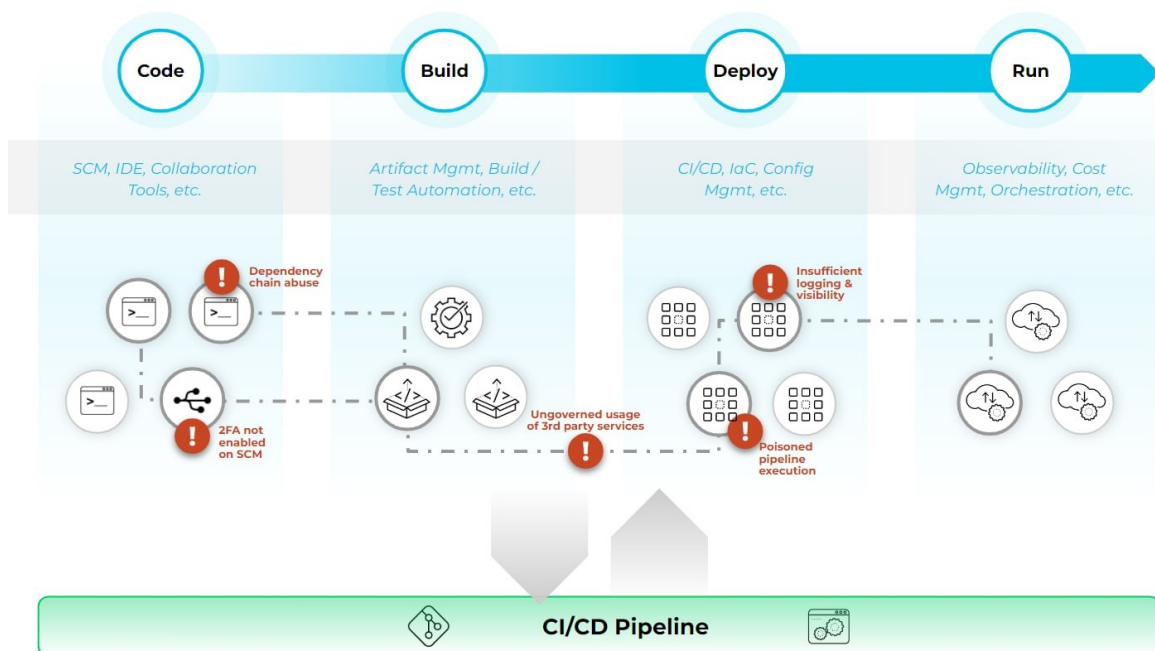 Code
Build
Deploy
Run
SCM, IDE, Collaboration
Tools, etc.
Artifact Mgmt, Build /
Test Automation, etc.
CI/CD, IaC, Config
Mgmt, etc.
Observability, Cost
Mgmt, Orchestration, etc.
! Dependency
chain abuse
! Insufficient
logging &
visibility
>_
>_
>_
! 2FA not
enabled
on SCM
</>
</>
Ungoverned usage
of 3rd party services
!
! Poisoned
pipeline
execution
CI/CD Pipeline